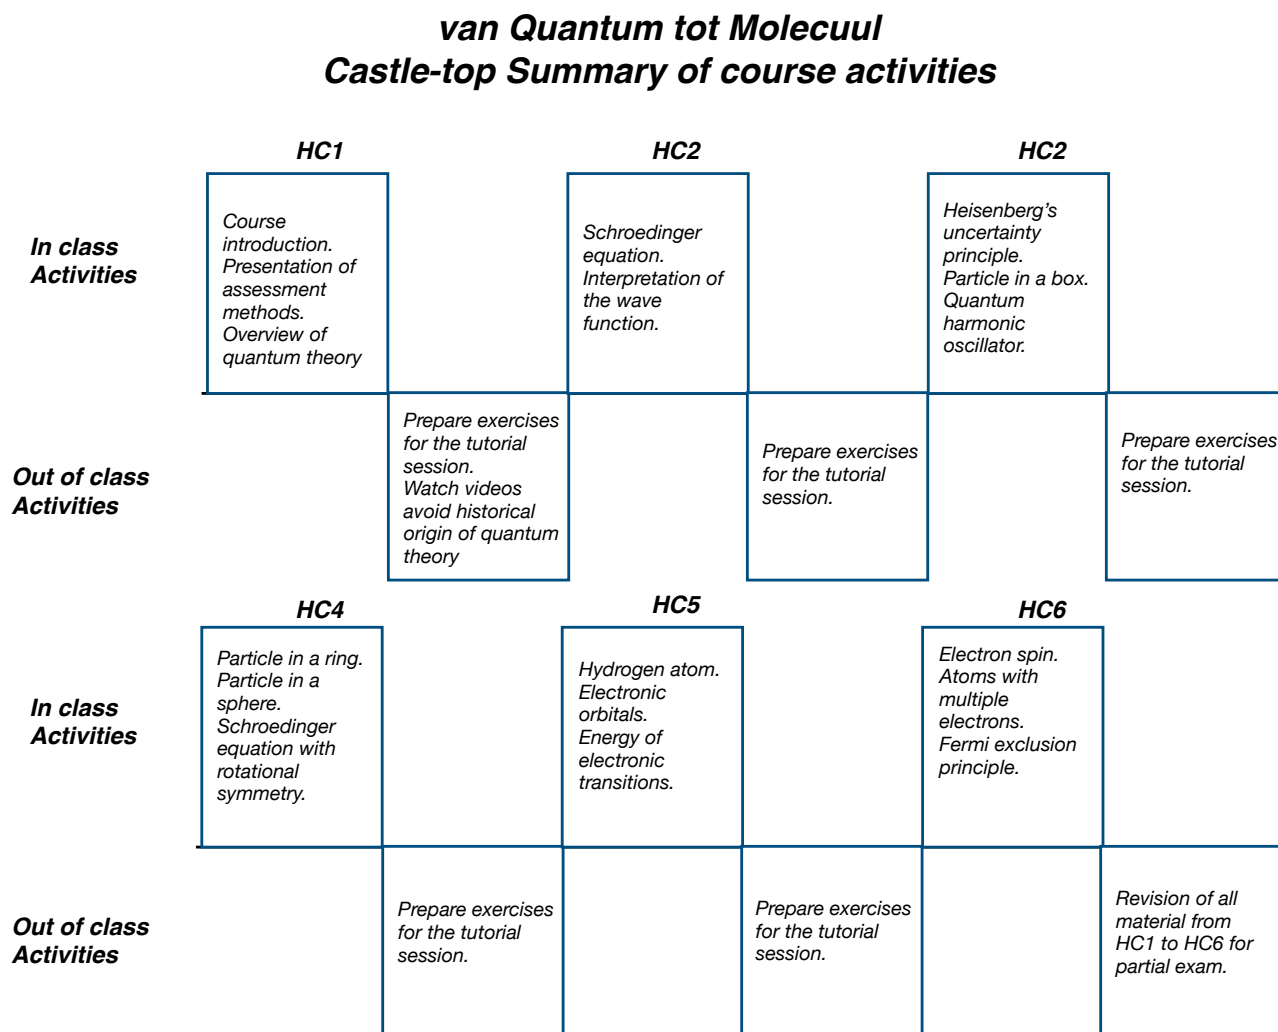 van Quantum tot Molecuul
Castle-top Summary of course activities
HC1
HC2
HC2
In class
Activities
Course
introduction.
Presentation of
assessment
methods.
Overview of
quantum theory
Schroedinger
equation.
Interpretation of
the wave
function.
Heisenberg's
uncertainty
principle.
Particle in a box.
Quantum
harmonic
oscillator.
Out of class
Activities
Prepare exercises
for the tutorial
session.
Watch videos
avoid historical
origin of quantum
theory
Prepare exercises
for the tutorial
session.
Prepare exercises
for the tutorial
session.
HC4
HC5
HC6
In class
Activities
Particle in a ring.
Particle in a
sphere.
Schroedinger
equation with
rotational
symmetry.
Hydrogen atom.
Electronic
orbitals.
Energy of
electronic
transitions.
Electron spin.
Atoms with
multiple
electrons.
Fermi exclusion
principle.
Out of class
Activities
Prepare exercises
for the tutorial
session.
Prepare exercises
for the tutorial
session.
Revision of all
material from
HC1 to HC6 for
partial exam.